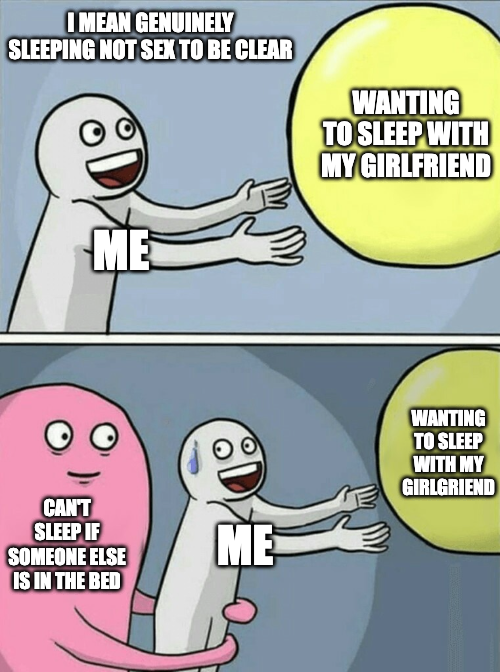 I MEAN GENUINELY
SLEEPING NOT SEX TO BE CLEAR
WANTING
TO SLEEP WITH
MY GIRLFRIEND
ME
WANTING
TO SLEEP
WITH MY
GIRLGRIEND
CAN'T
SLEEP IF
SOMEONE ELSE
IS IN THE BED
ME